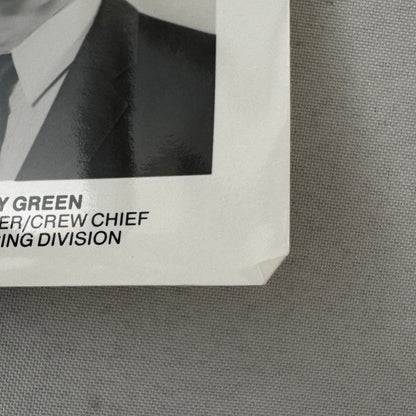 Y GREEN
ER/CREW CHIEF
ING DIVISION